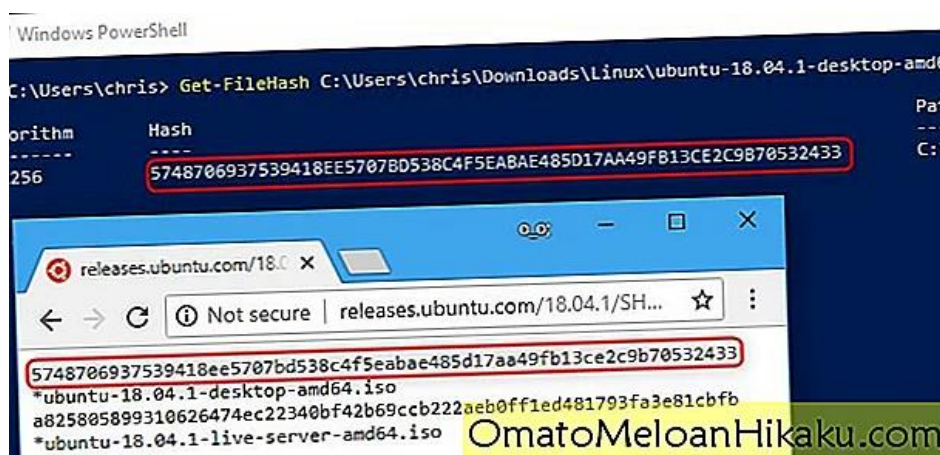 Windows PowerShell
C:\Users\chris> Get-FileHash C:\Users\chris\Downloads\Linux\ubuntu-18.04.1-desktop-amd6
orithm Hash Pa
------ ---- --
256 5748706937539418EE5707BD538C4F5EABAE485D17AA49FB13CE2C9B70532433 C:
releases.ubuntu.com/18.0
Not secure | releases.ubuntu.com/18.04.1/SH...
5748706937539418ee5707bd538c4f5eabae485d17aa49fb13ce2c9b70532433
*ubuntu-18.04.1-desktop-amd64.iso
a825805899310626474ec22340bf42b69ccb222aeb0ff1ed481793fa3e81cbfb
*ubuntu-18.04.1-live-server-amd64.iso
OmatoMeloanHikaku.com